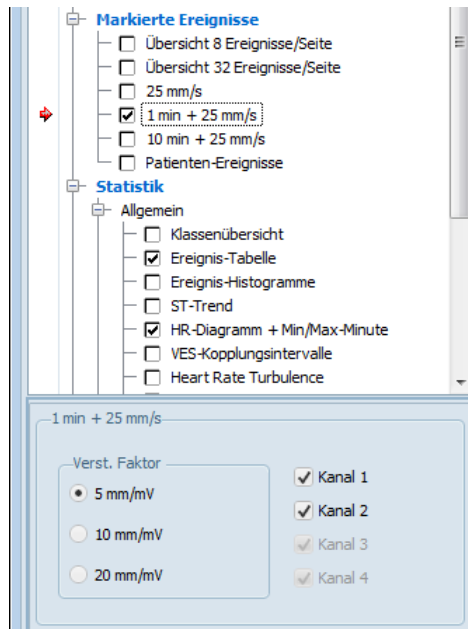 Markierte Ereignisse
Übersicht 8 Ereignisse/Seite
Übersicht 32 Ereignisse/Seite
25 mm/s
1 min + 25 mm/s
10 min + 25 mm/s
Patienten-Ereignisse
Statistik
Allgemein
Klassenübersicht
Ereignis-Tabelle
Ereignis-Histogramme
ST-Trend
HR-Diagramm + Min/Max-Minute
VES-Kopplungsintervalle
Heart Rate Turbulence
1 min + 25 mm/s
Verst. Faktor
5 mm/mV
10 mm/mV
20 mm/mV
Kanal 1
Kanal 2
Kanal 3
Kanal 4